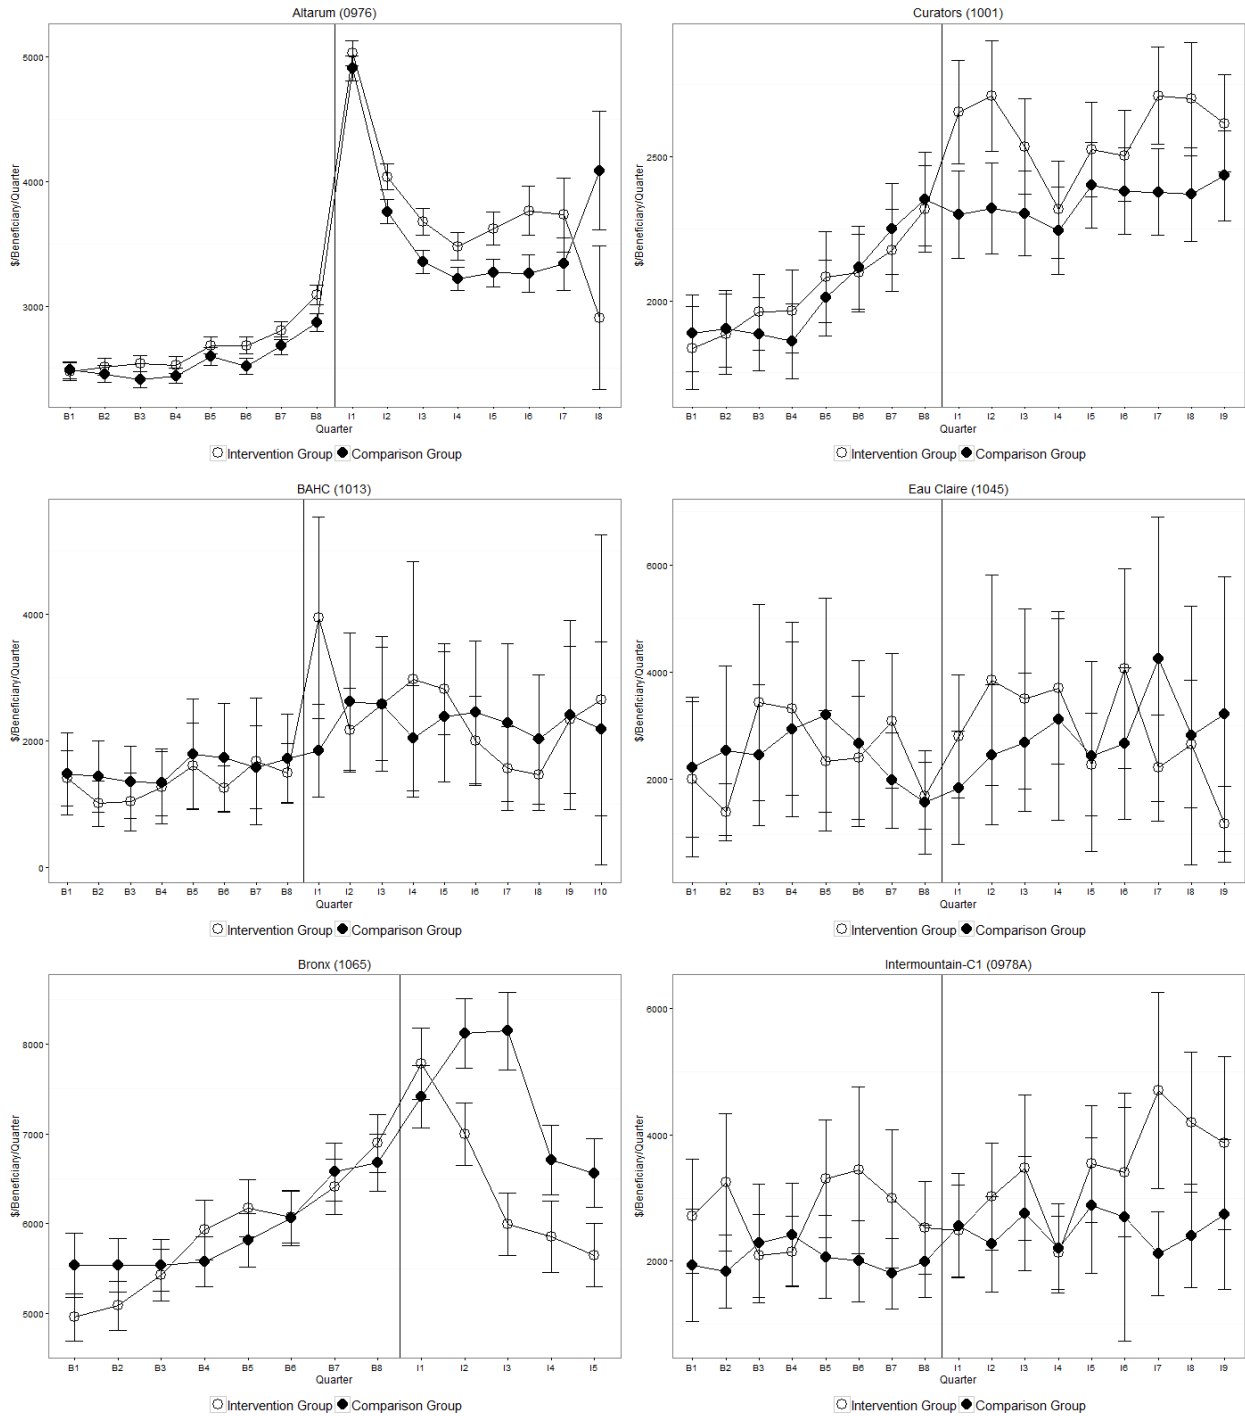 Altarum (0976)
$/Beneficiary/Quarter
5000
4000
3000
B1 B2 B3 B4 B5 B6 B7 B8 I1 I2 I3 I4 I5 I6 I7 I8
Quarter
Intervention Group Comparison Group
Curators (1001)
$/Beneficiary/Quarter
2500
2000
B1 B2 B3 B4 B5 B6 B7 B8 I1 I2 I3 I4 I5 I6 I7 I8 I9
Quarter
Intervention Group Comparison Group
BAHC (1013)
$/Beneficiary/Quarter
4000
2000
0
B1 B2 B3 B4 B5 B6 B7 B8 I1 I2 I3 I4 I5 I6 I7 I8 I9 I10
Quarter
Intervention Group Comparison Group
Eau Claire (1045)
$/Beneficiary/Quarter
6000
4000
2000
B1 B2 B3 B4 B5 B6 B7 B8 I1 I2 I3 I4 I5 I6 I7 I8 I9
Quarter
Intervention Group Comparison Group
Bronx (1065)
$/Beneficiary/Quarter
8000
7000
6000
5000
B1 B2 B3 B4 B5 B6 B7 B8 I1 I2 I3 I4 I5
Quarter
Intervention Group Comparison Group
Intermountain-C1 (0978A)
$/Beneficiary/Quarter
6000
4000
2000
B1 B2 B3 B4 B5 B6 B7 B8 I1 I2 I3 I4 I5 I6 I7 I8 I9
Quarter
Intervention Group Comparison Group